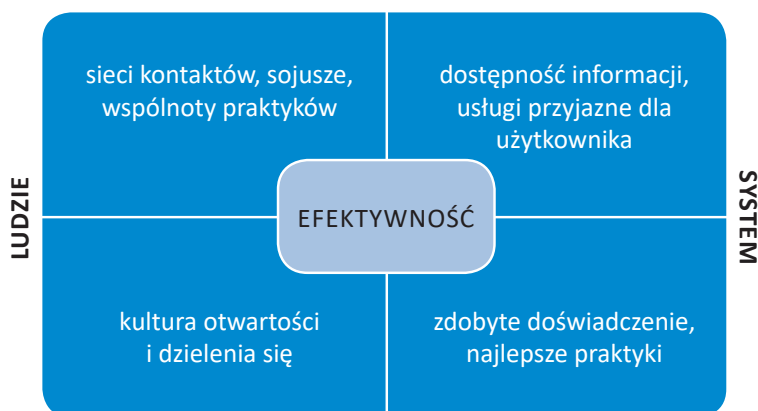 sieci kontaktów, sojusze,
wspólnoty praktyków
dostępność informacji,
usługi przyjazne dla
użytkownika
LUDZIE
EFEKTYWNOŚĆ
SYSTEM
kultura otwartości
i dzielenia się
zdobyte doświadczenie,
najlepsze praktyki